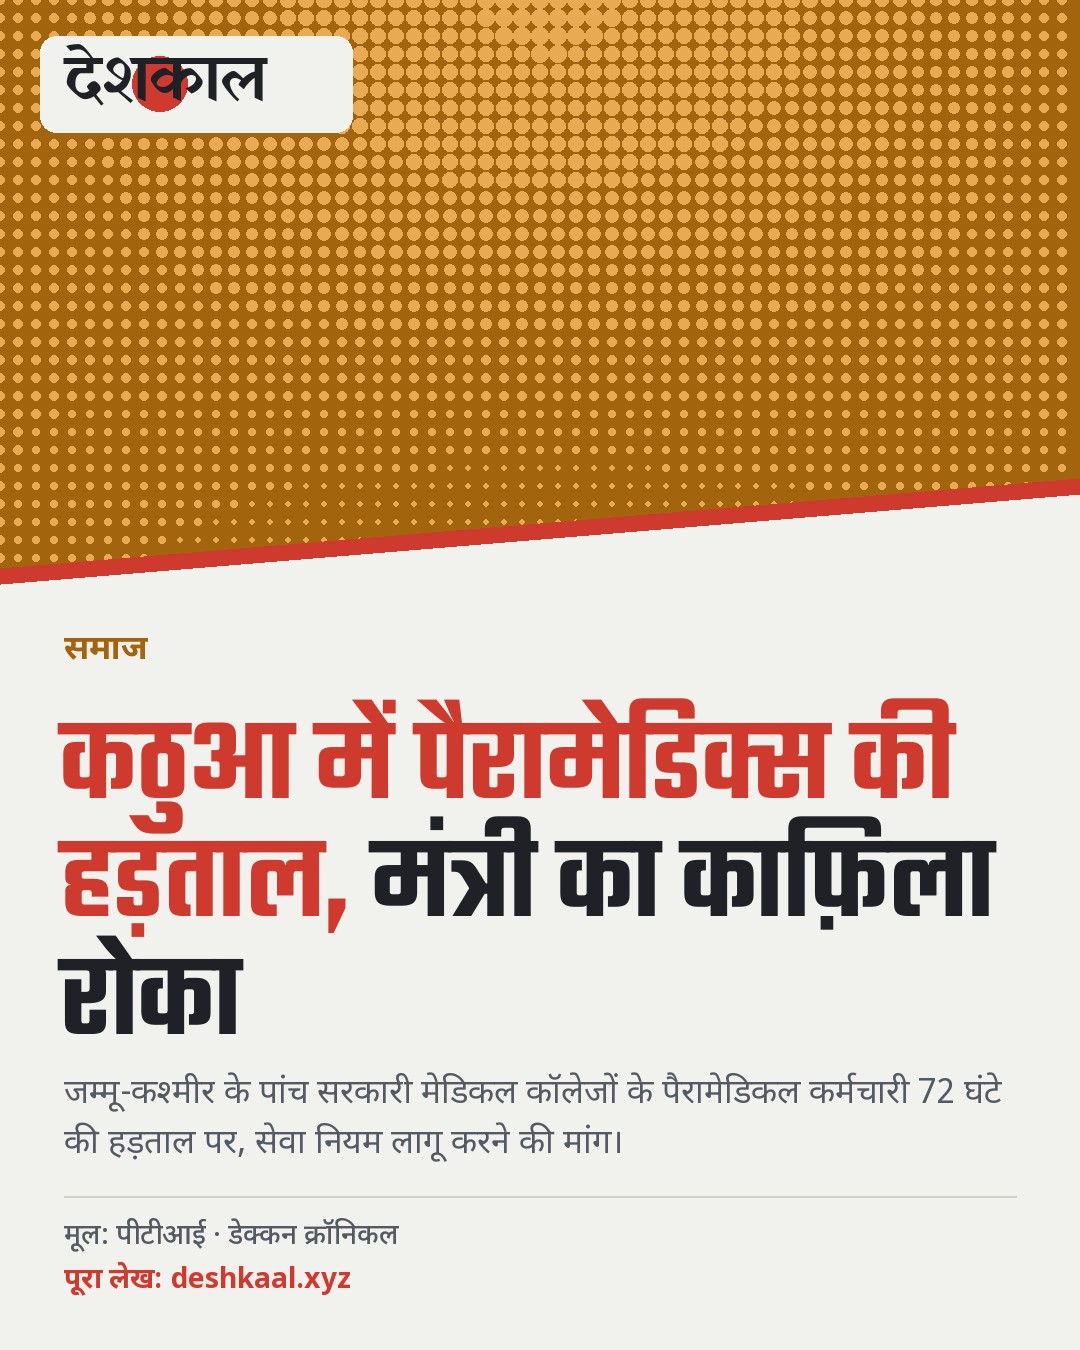 देशकाल
समाज
कठुआ में पैरामेडिक्स की
हड़ताल, मंत्री का काफ़िला
रोका
जम्मू-कश्मीर के पांच सरकारी मेडिकल कॉलेजों के पैरामेडिकल कर्मचारी 72 घंटे
की हड़ताल पर, सेवा नियम लागू करने की मांग।
मूल: पीटीआई · डेक्कन क्रॉनिकल
पूरा लेख: deshkaal.xyz